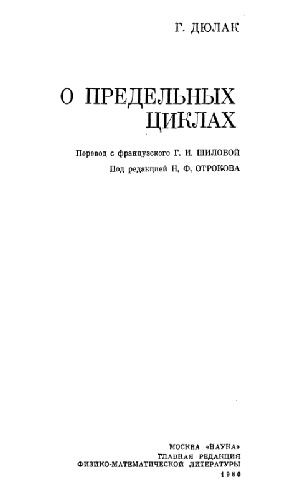 Г. ДЮЛАК
О ПРЕДЕЛЬНЫХ
ЦИКЛАХ
Перевод с французского Г. И. ШИЛОВОЙ
Под редакцией Н. Ф. ОТРОКОВА
МОСКВА «НАУКА»
ГЛАВНАЯ РЕДАКЦИЯ
ФИЗИКО-МАТЕМАТИЧЕСКОЙ ЛИТЕРАТУРЫ
1980